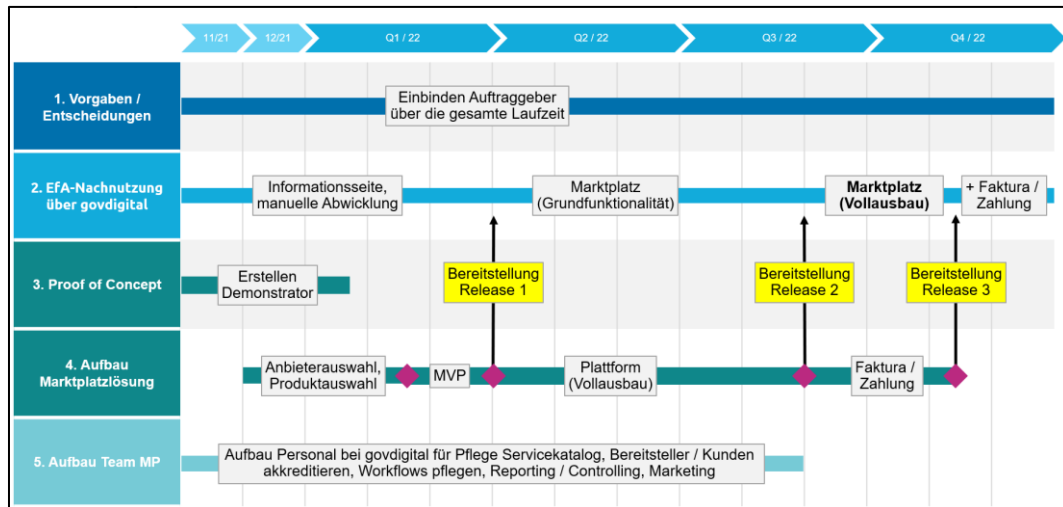 11/21
12/21
Q1 / 22
Q2 / 22
Q3 / 22
Q4 / 22
1. Vorgaben /
Entscheidungen
Einbinden Auftraggeber
über die gesamte Laufzeit
2. EfA-Nachnutzung
über govdigital
Informationsseite,
manuelle Abwicklung
Marktplatz
(Grundfunktionalität)
Marktplatz
(Vollausbau)
+ Faktura /
Zahlung
3. Proof of Concept
Erstellen
Demonstrator
Bereitstellung
Release 1
Bereitstellung
Release 2
Bereitstellung
Release 3
4. Aufbau
Marktplatzlösung
Anbieterauswahl,
Produktauswahl
MVP
Plattform
(Vollausbau)
Faktura /
Zahlung
5. Aufbau Team MP
Aufbau Personal bei govdigital für Pflege Servicekatalog, Bereitsteller / Kunden
akkreditieren, Workflows pflegen, Reporting / Controlling, Marketing